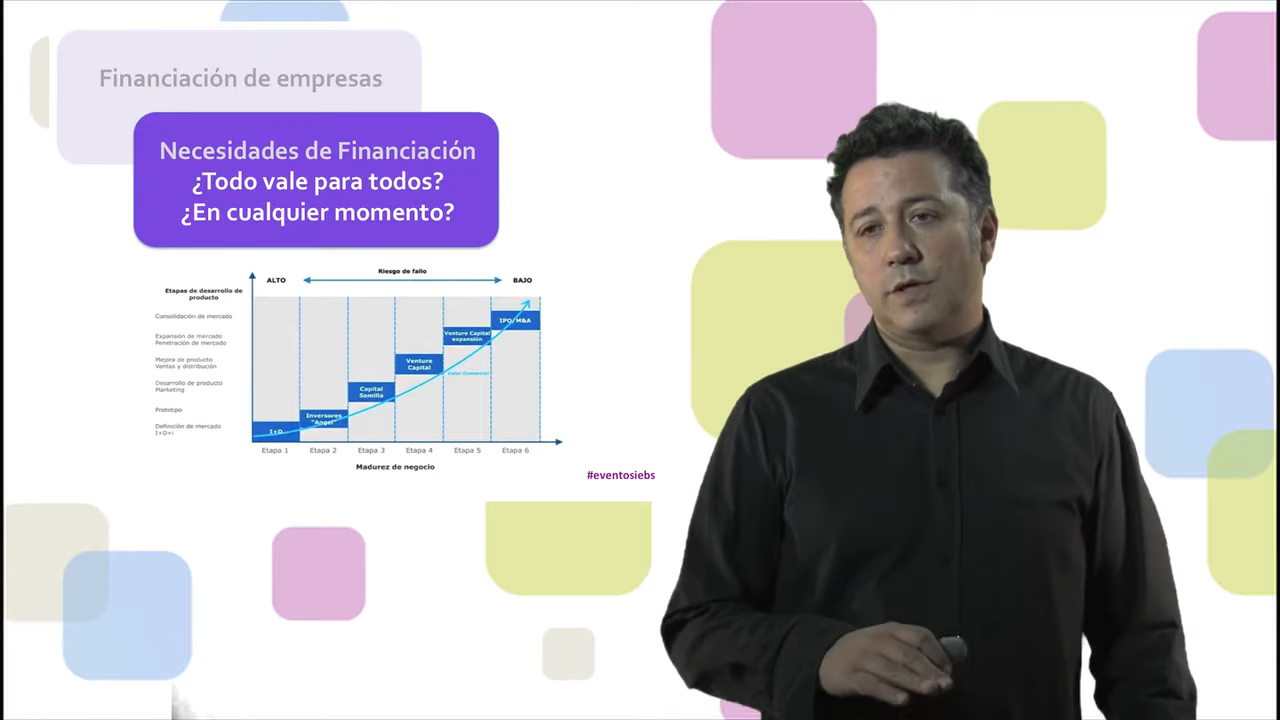 Financiación de empresas
Necesidades de Financiación
¿Todo vale para todos?
¿En cualquier momento?
Riesgo de fallo
ALTO
BAJO
Etapas de desarrollo de
producto
Consolidación de mercado
Expansión de mercado
Penetración de mercado
Mejora de producto
Ventas y distribución
Desarrollo de producto
Marketing
Prototipo
Definición de mercado
I+D+i
IPO/M&A
Venture Capital
expansión
Venture
Capital
Valor Comercial
Capital
Semilla
Inversores
"Angel"
I+D
Etapa 1
Etapa 2
Etapa 3
Etapa 4
Etapa 5
Etapa 6
Madurez de negocio
#eventosiebs